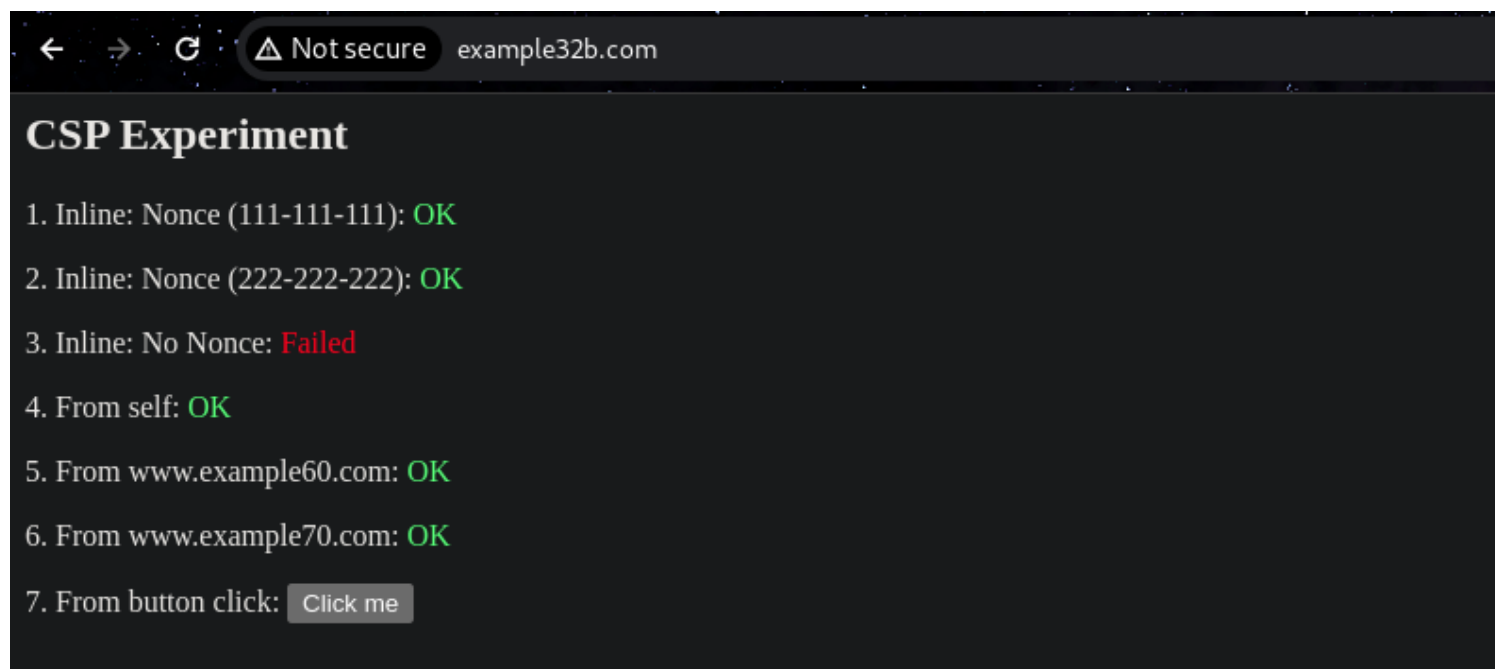 Not secure example32b.com
CSP Experiment
1. Inline: Nonce (111-111-111): OK
2. Inline: Nonce (222-222-222): OK
3. Inline: No Nonce: Failed
4. From self: OK
5. From www.example60.com: OK
6. From www.example70.com: OK
7. From button click: Click me